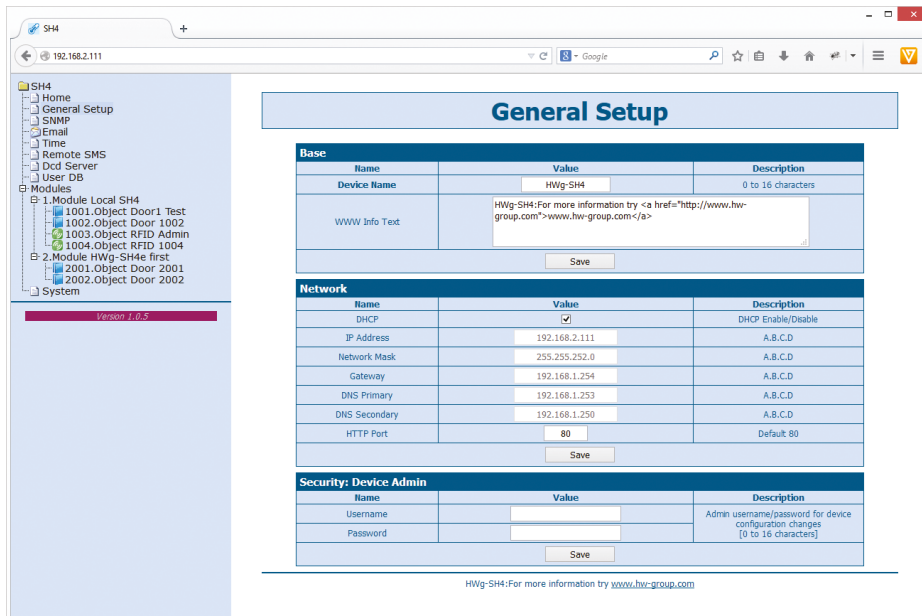 SH4
192.168.2.111
Google
SH4
Home
General Setup
SNMP
Email
Time
Remote SMS
Dcd Server
User DB
Modules
1.Module Local SH4
1001.Object Door1 Test
1002.Object Door 1002
1003.Object RFID Admin
1004.Object RFID 1004
2.Module HWg-SH4e first
2001.Object Door 2001
2002.Object Door 2002
System
Version 1.0.5
General Setup
Base
Name Value Description
Device Name HWg-SH4 0 to 16 characters
WWW Info Text HWg-SH4:For more information try <a href="http://www.hw-
group.com">www.hw-group.com</a>
Save
Network
Name Value Description
DHCP DHCP Enable/Disable
IP Address 192.168.2.111 A.B.C.D
Network Mask 255.255.252.0 A.B.C.D
Gateway 192.168.1.254 A.B.C.D
DNS Primary 192.168.1.253 A.B.C.D
DNS Secondary 192.168.1.250 A.B.C.D
HTTP Port 80 Default 80
Save
Security: Device Admin
Name Value Description
Username
Password
Admin username/password for device
configuration changes
[0 to 16 characters]
Save
HWg-SH4:For more information try www.hw-group.com